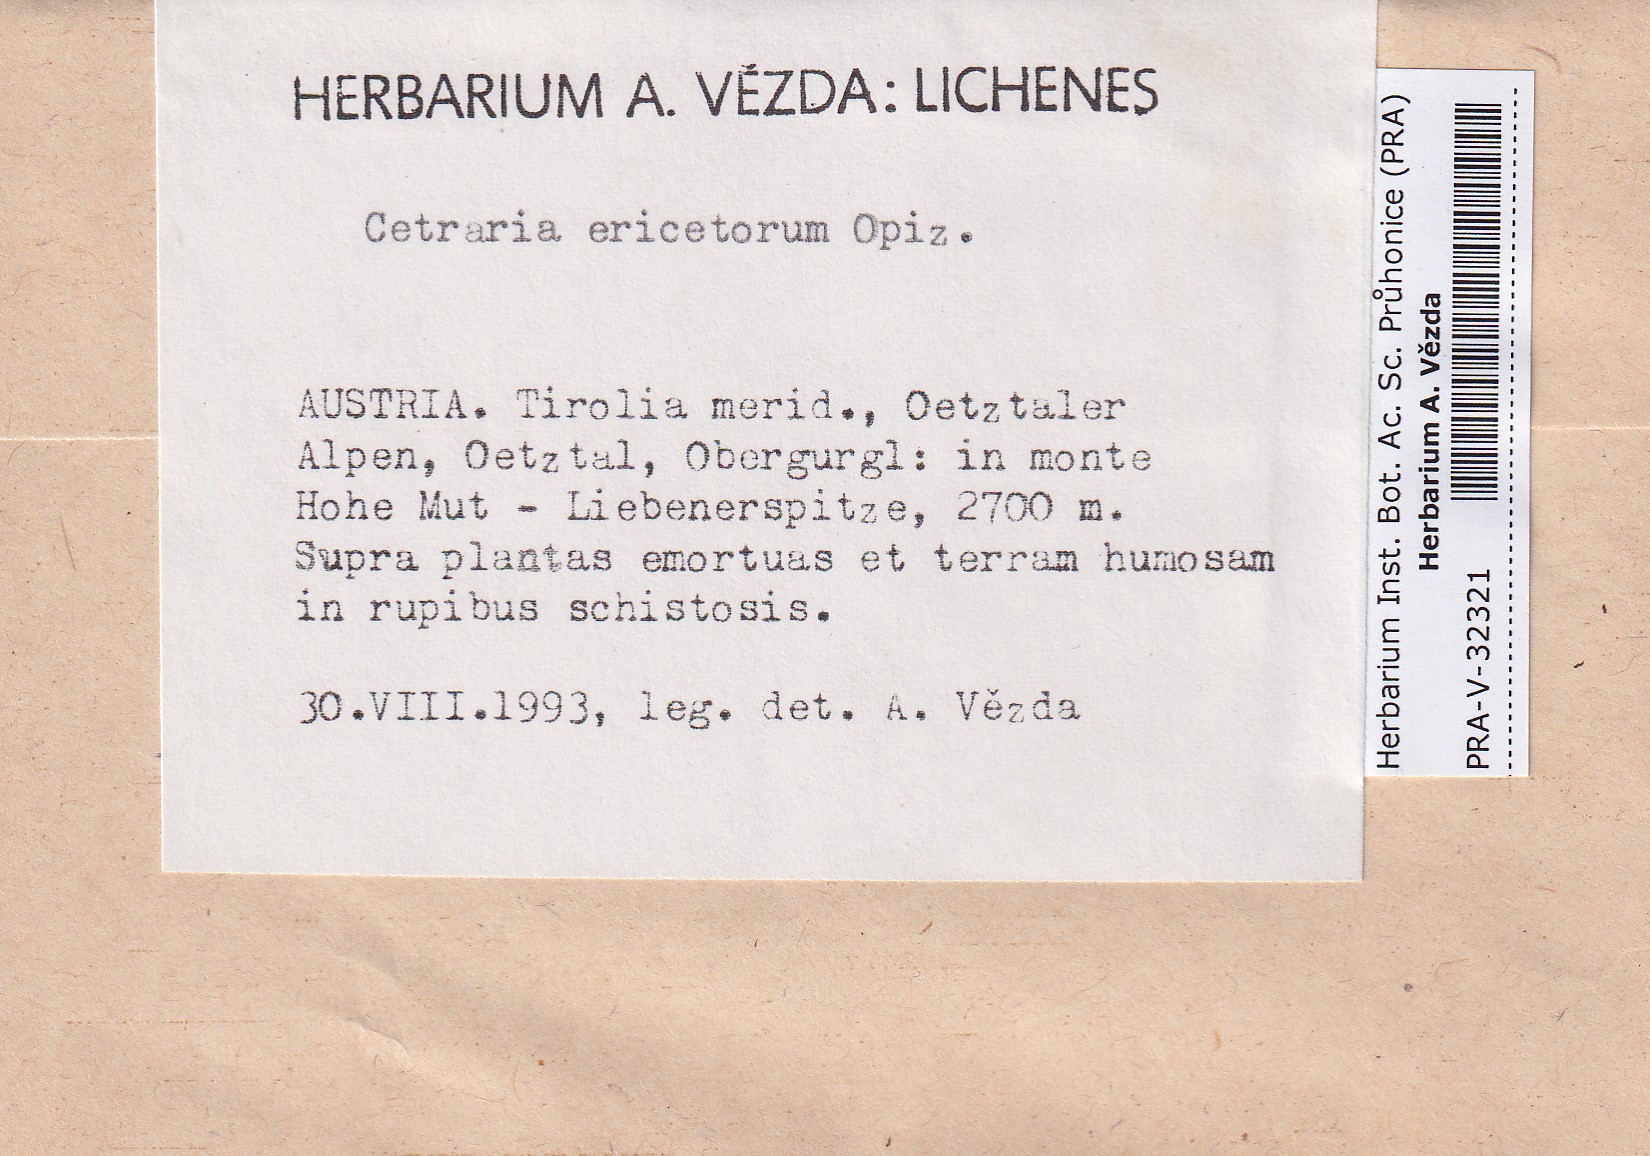 HERBARIUM A. VĚZDA: LICHENES
Cetraria ericetorum Opiz.
AUSTRIA. Tirolia merid., Oetztaler
Alpen, Oetztal, Obergurgl: in monte
Hohe Mut - Liebenerspitze, 2700 m.
Supra plantas emortuas et terram humosam
in rupibus schistosis.
30.VIII.1993, leg. det. A. Vězda
Herbarium Inst. Bot. Ac. Sc. Průhonice (PRA)
Herbarium A. Vězda
PRA-V-32321